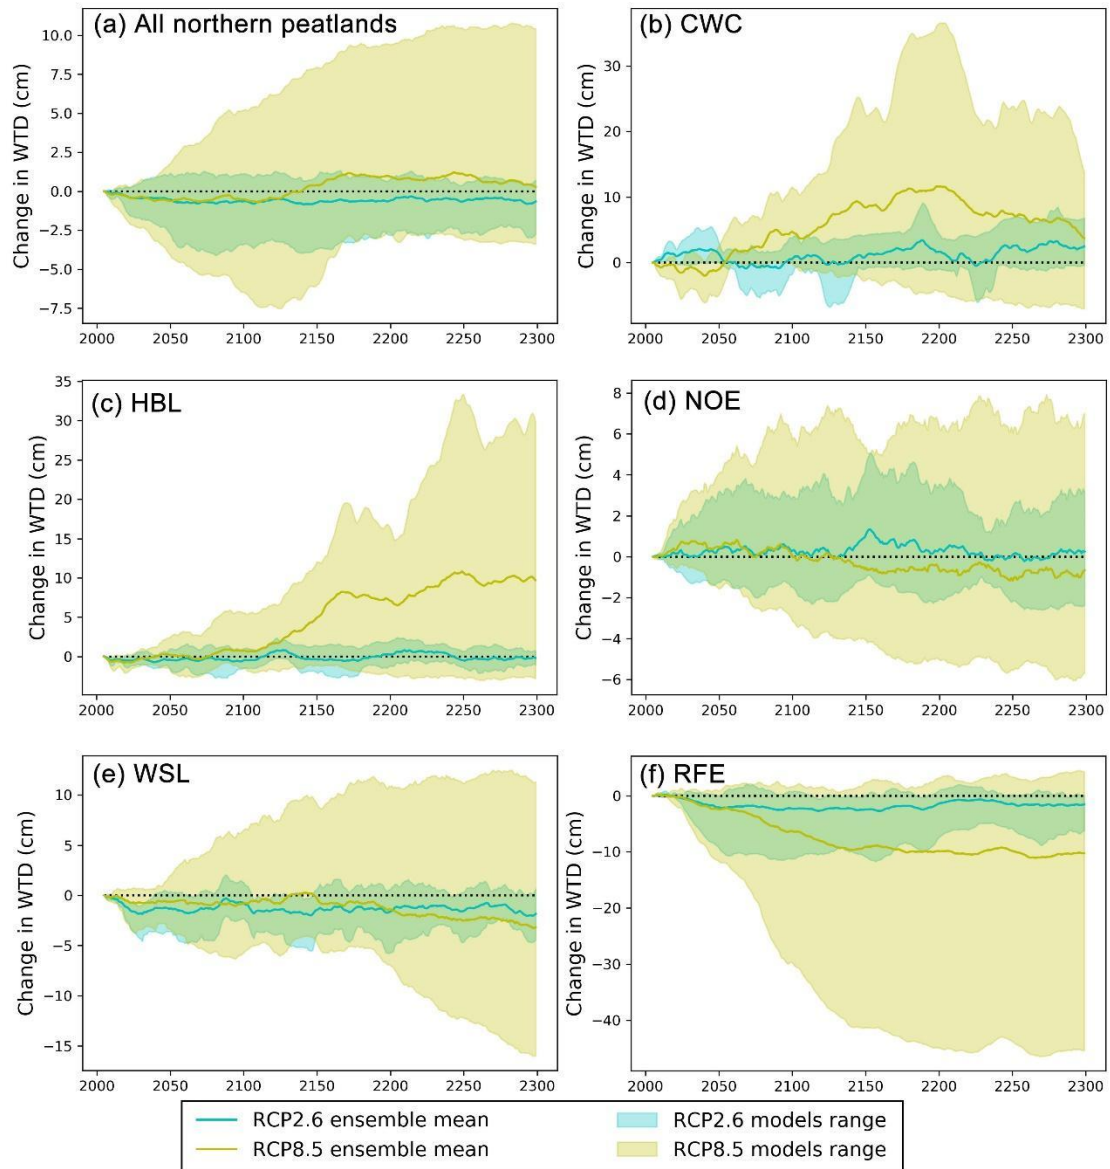 (a) All northern peatlands
Change in WTD (cm)
10.0
7.5
5.0
2.5
0.0
−2.5
−5.0
−7.5
2000 2050 2100 2150 2200 2250 2300
(b) CWC
Change in WTD (cm)
30
20
10
0
2000 2050 2100 2150 2200 2250 2300
(c) HBL
Change in WTD (cm)
35
30
25
20
15
10
5
0
2000 2050 2100 2150 2200 2250 2300
(d) NOE
Change in WTD (cm)
8
6
4
2
0
−2
−4
−6
2000 2050 2100 2150 2200 2250 2300
(e) WSL
Change in WTD (cm)
10
5
0
−5
−10
−15
2000 2050 2100 2150 2200 2250 2300
(f) RFE
Change in WTD (cm)
0
−10
−20
−30
−40
2000 2050 2100 2150 2200 2250 2300
RCP2.6 ensemble mean
RCP8.5 ensemble mean
RCP2.6 models range
RCP8.5 models range